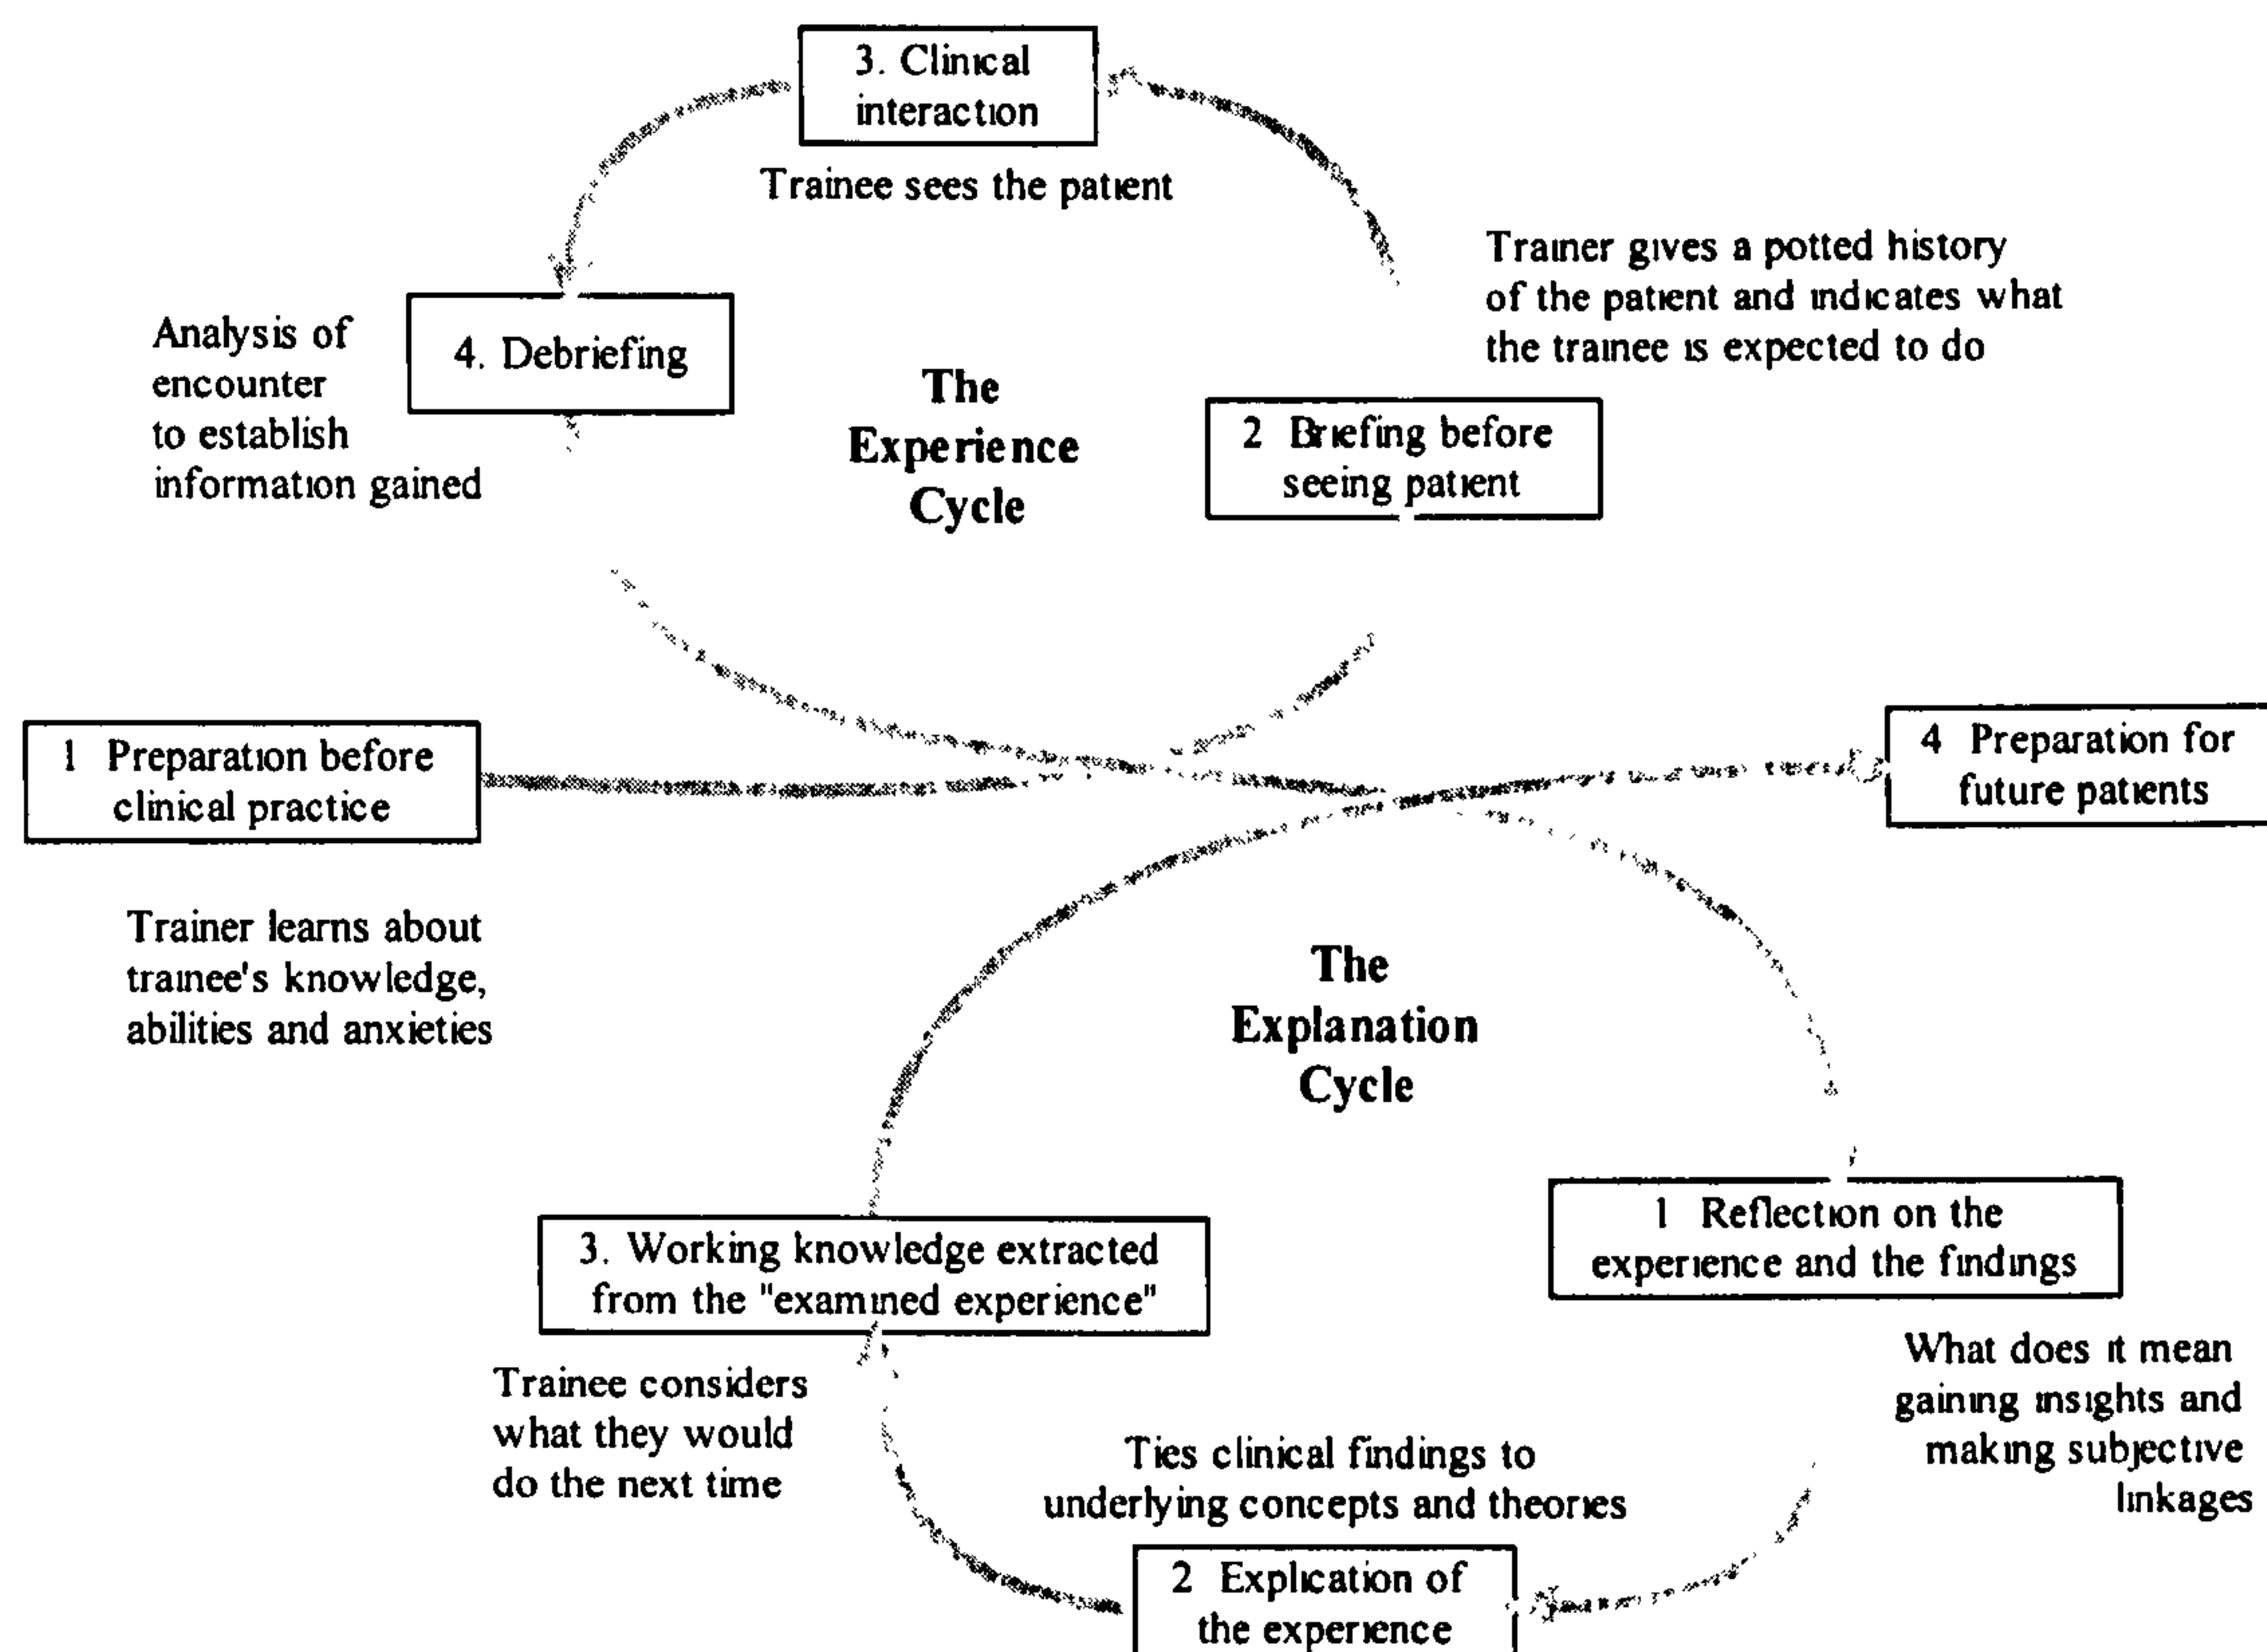 3. Clinical
interaction
Trainee sees the patient
Trainer gives a potted history
of the patient and indicates what
the trainee is expected to do
Analysis of
encounter
to establish
information gained
4. Debriefing
The
Experience
Cycle
2 Briefing before
seeing patient
1 Preparation before
clinical practice
4 Preparation for
future patients
Trainer learns about
trainee's knowledge,
abilities and anxieties
The
Explanation
Cycle
3. Working knowledge extracted
from the "examined experience"
1 Reflection on the
experience and the findings
Trainee considers
what they would
do the next time
What does it mean
gaining insights and
making subjective
linkages
Ties clinical findings to
underlying concepts and theories
2 Explication of
the experience